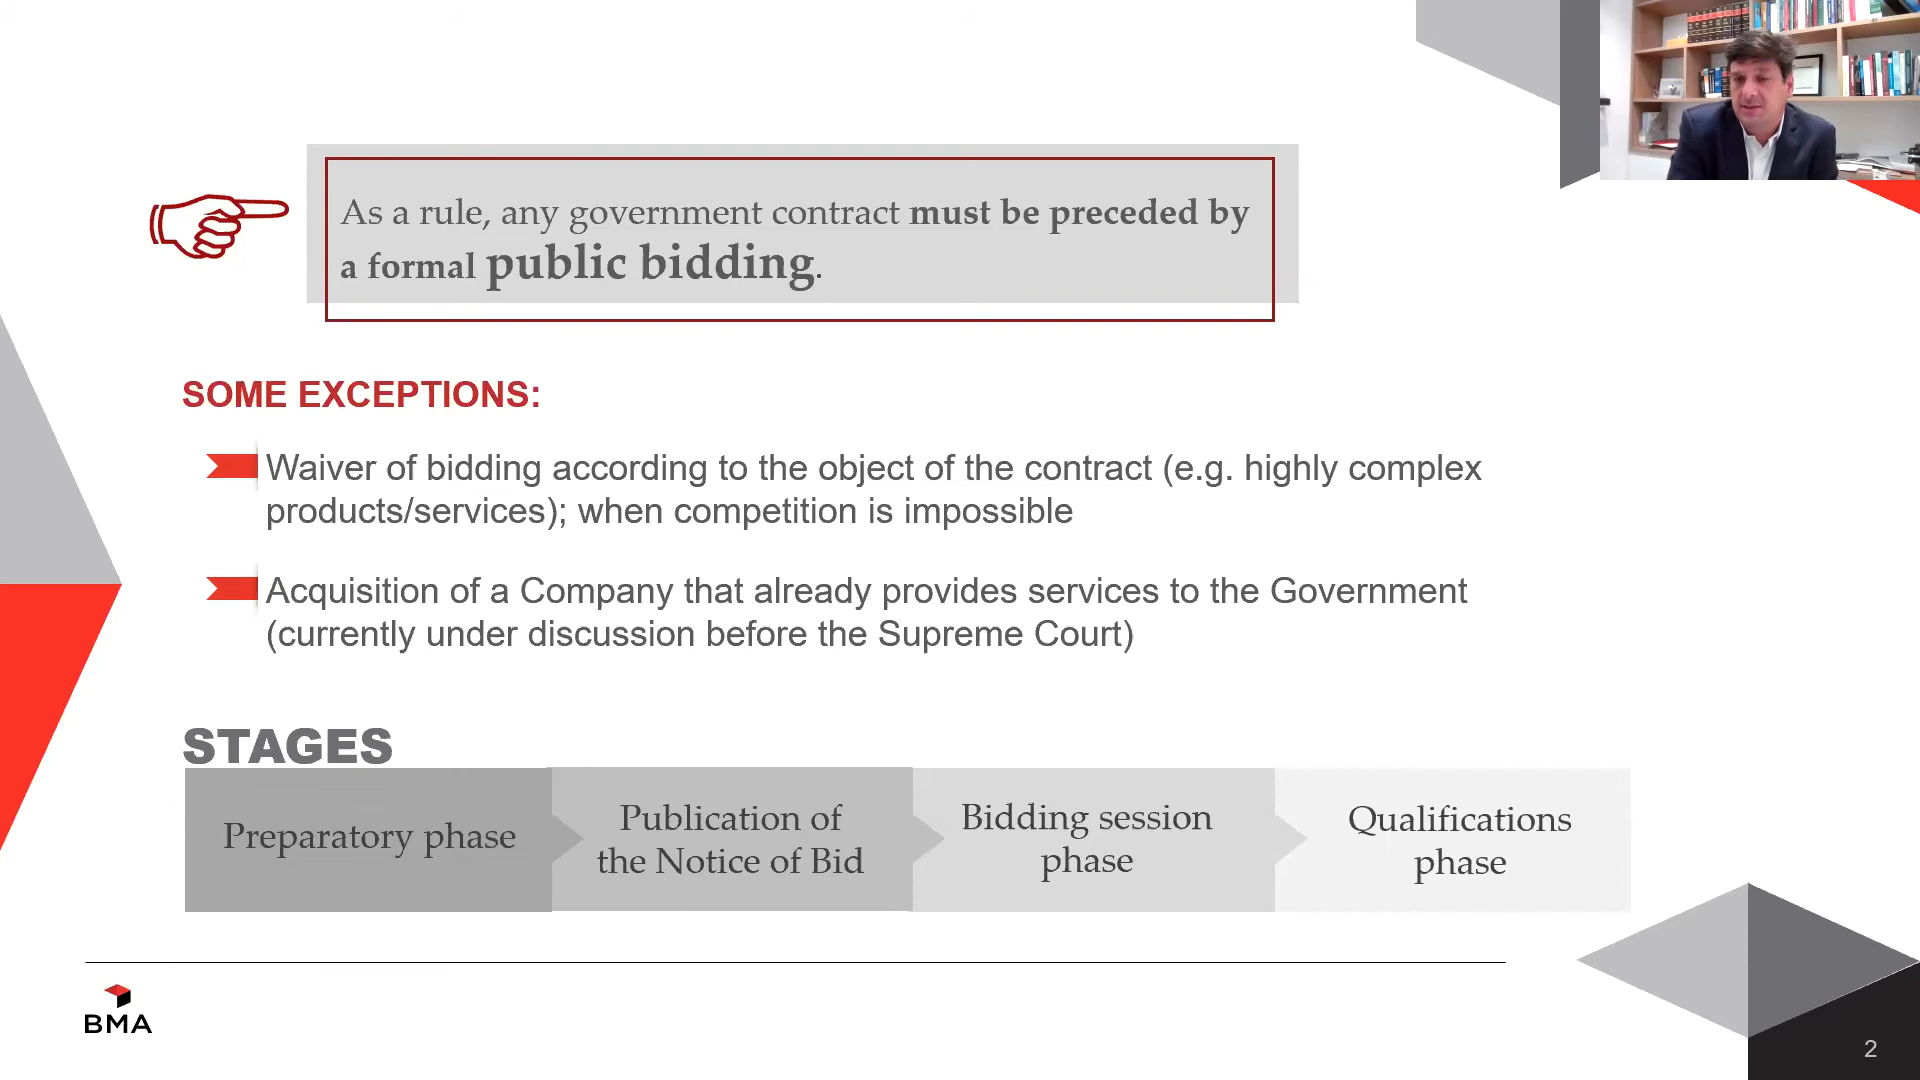 As a rule, any government contract must be preceded by
a formal public bidding.
SOME EXCEPTIONS:
Waiver of bidding according to the object of the contract (e.g. highly complex
products/services); when competition is impossible
Acquisition of a Company that already provides services to the Government
(currently under discussion before the Supreme Court)
STAGES
Preparatory phase
Publication of
the Notice of Bid
Bidding session
phase
Qualifications
phase
BMA
2